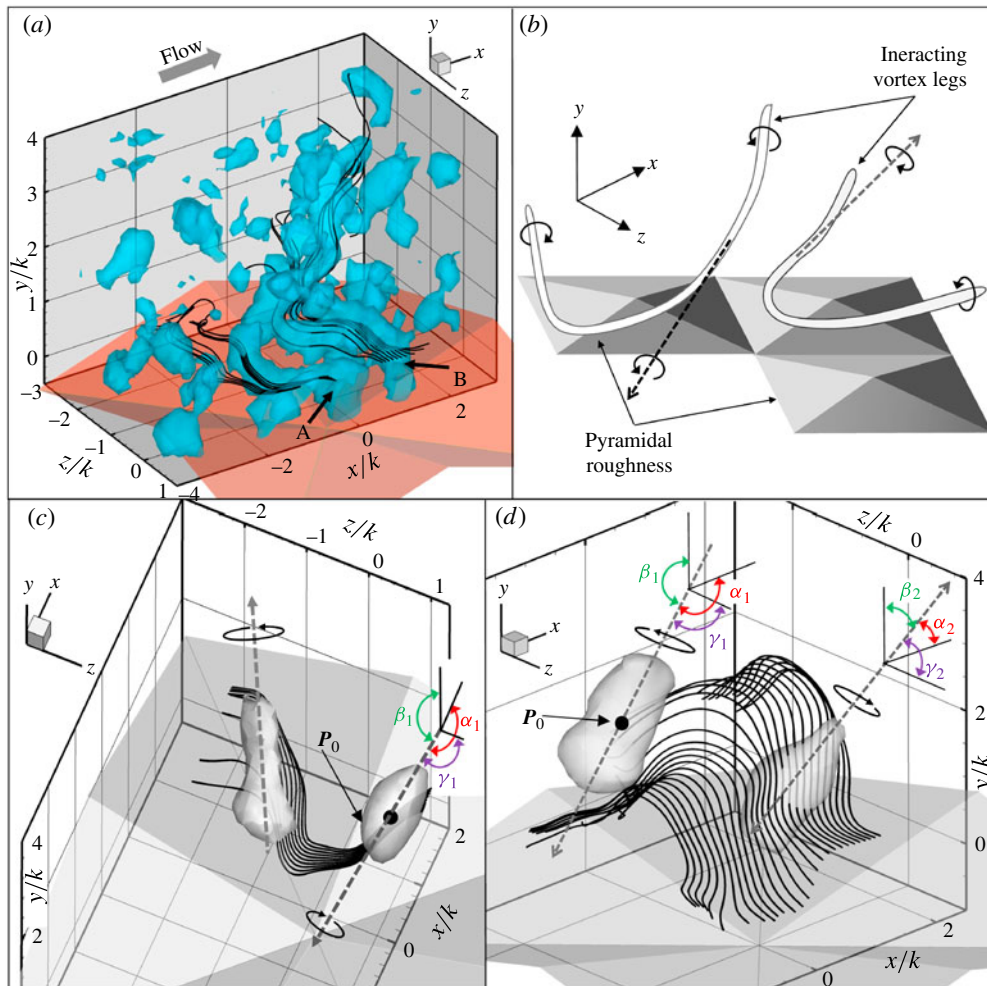 (a)
Flow
y
x
z
4
3
2
1
0
y/k
–3
–2
–1
0
1
z/k
–4
–2
0
2
x/k
A
B
(b)
Ineracting
vortex legs
y
x
z
Pyramidal
roughness
(c)
–2
–1
0
1
z/k
y
x
z
β1
α1
γ1
P0
4
y/k
2
2
x/k
0
(d)
z/k
0
y
x
z
β1
α1
γ1
β2
α2
γ2
P0
4
2
y/k
0
2
x/k
0